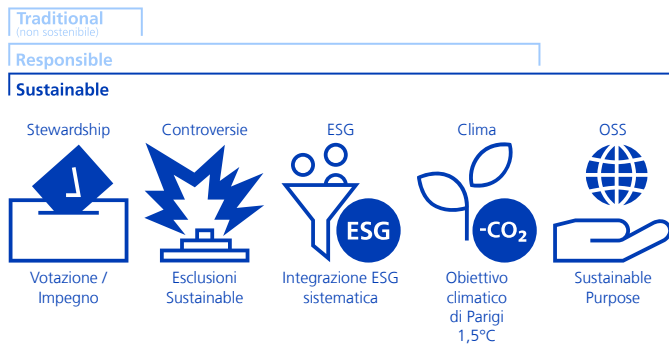 Traditional
(non sostenibile)
Responsible
Sustainable
Stewardship
Controversie
ESG
Clima
OSS
ESG
-CO₂
Votazione /
Impegno
Esclusioni
Sustainable
Integrazione ESG
sistematica
Obiettivo
climatico
di Parigi
1,5°C
Sustainable
Purpose